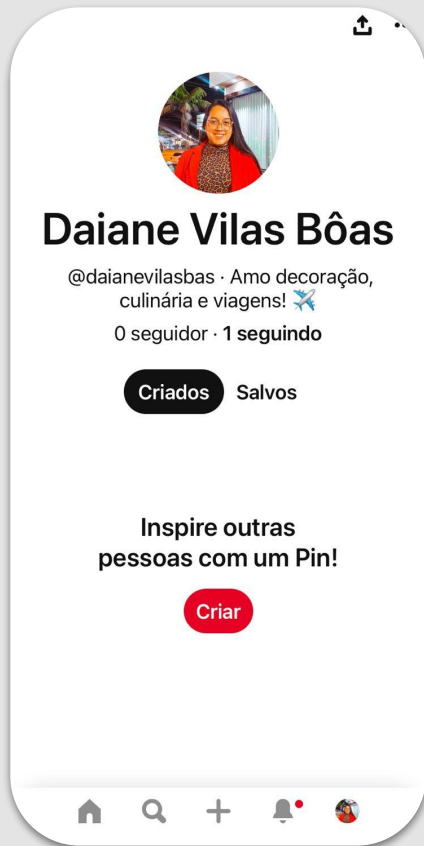 Daiane Vilas Bôas
@daianevilasbas · Amo decoração,
culinária e viagens! ✈️
0 seguidor · 1 seguindo
Criados Salvos
Inspire outras
pessoas com um Pin!
Criar